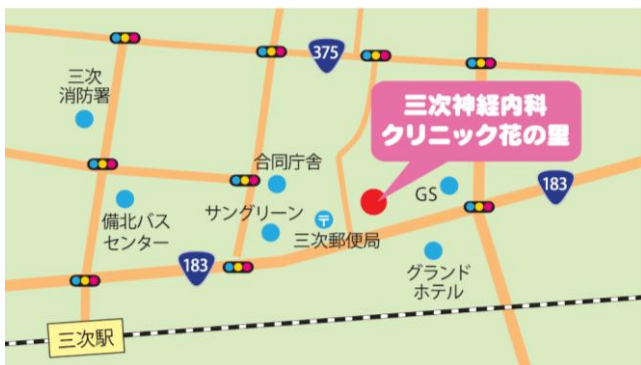 375
三次
消防署
三次神経内科
クリニック花の里
合同庁舎
GS
183
備北バス
センター
サングリーン
〒
三次郵便局
183
グランド
ホテル
三次駅